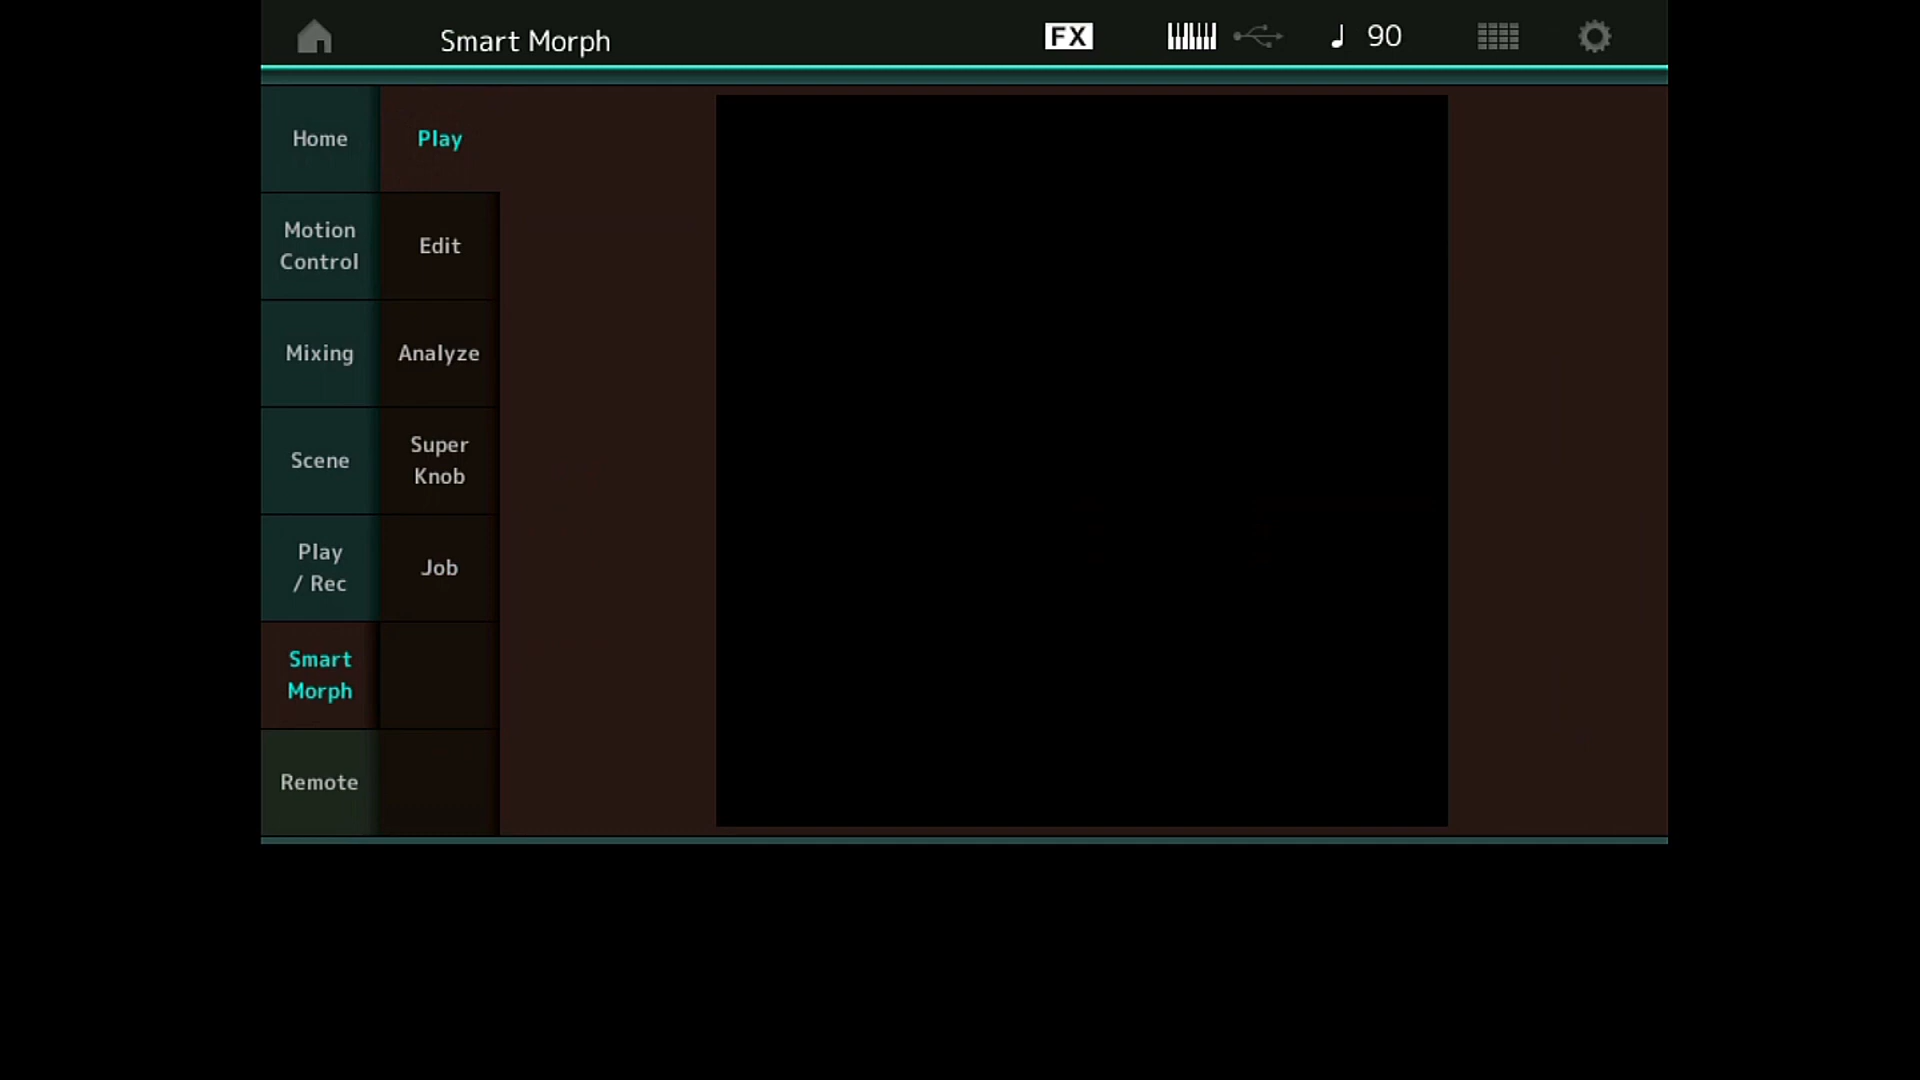 Smart Morph
FX
90
Home
Play
Motion
Control
Edit
Mixing
Analyze
Scene
Super
Knob
Play
/ Rec
Job
Smart
Morph
Remote